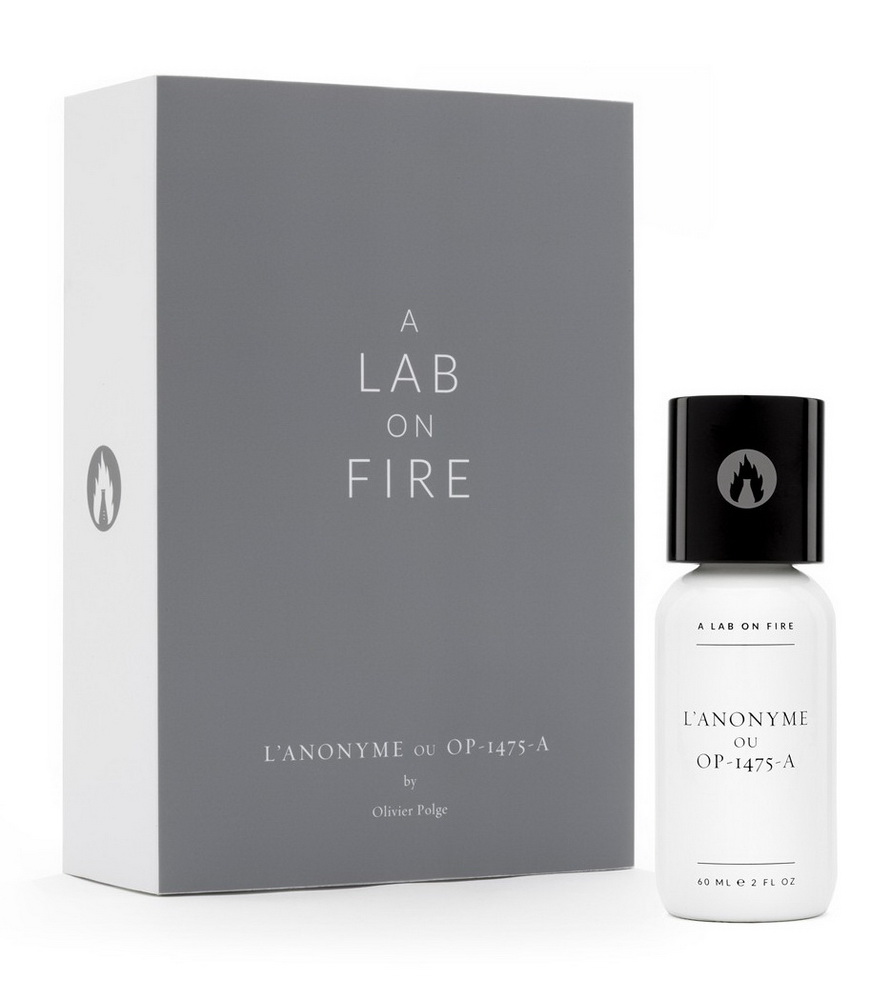 A
LAB
ON
FIRE
L'ANONYME OU OP-1475-A
by
Olivier Polge
A LAB ON FIRE
L'ANONYME
OU
OP-1475-A
60 ML e 2 FL OZ